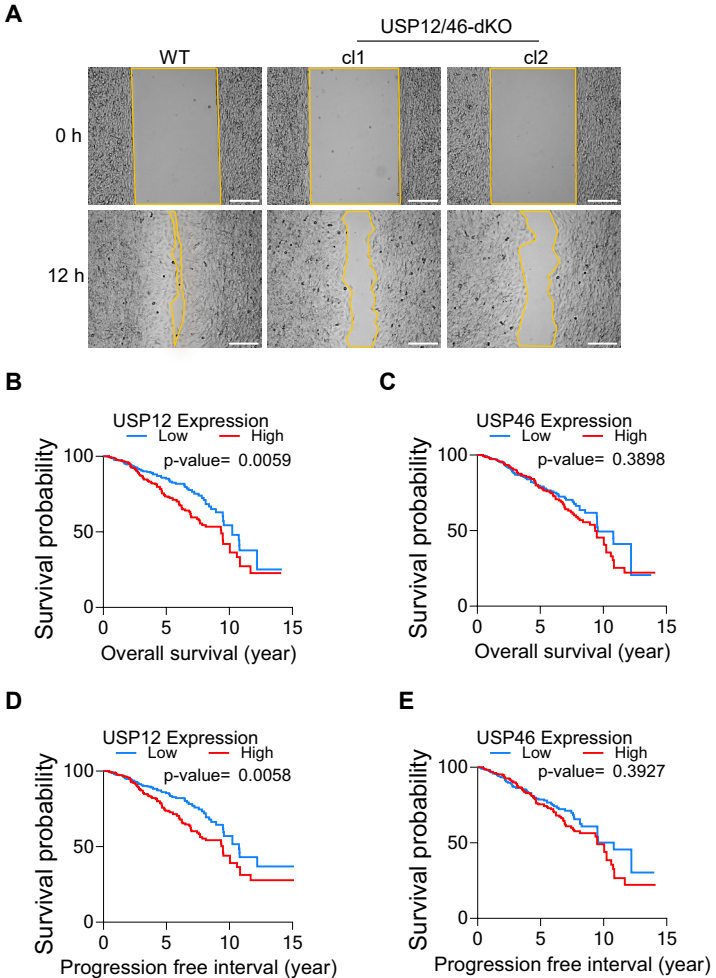 A
USP12/46-dKO
WT cl1 cl2
0 h
12 h
B
USP12 Expression
Low High
p-value= 0.0059
Survival probability
100
50
0
0 5 10 15
Overall survival (year)
C
USP46 Expression
Low High
p-value= 0.3898
Survival probability
100
50
0
0 5 10 15
Overall survival (year)
D
USP12 Expression
Low High
p-value= 0.0058
Survival probability
100
50
0
0 5 10 15
Progression free interval (year)
E
USP46 Expression
Low High
p-value= 0.3927
Survival probability
100
50
0
0 5 10 15
Progression free interval (year)